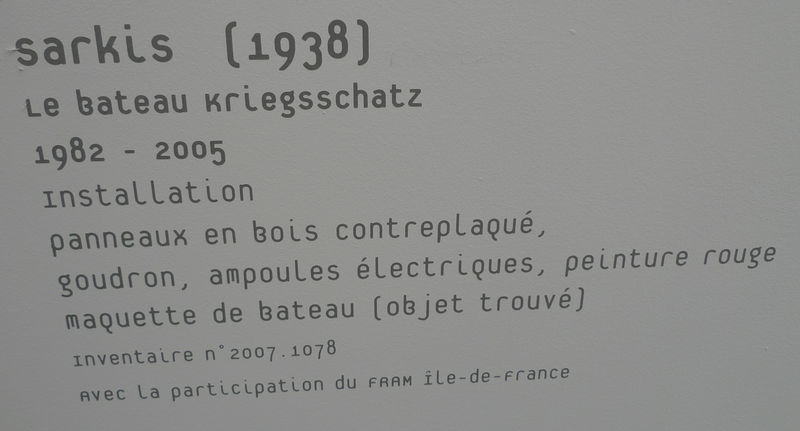 sarkis (1938)
Le bateau Kriegsschatz
1982 - 2005
Installation
panneaux en bois contreplaqué,
goudron, ampoules électriques, peinture rouge
maquette de bateau (objet trouvé)
Inventaire n°2007.1078
Avec la participation du FRAM Île-de-France